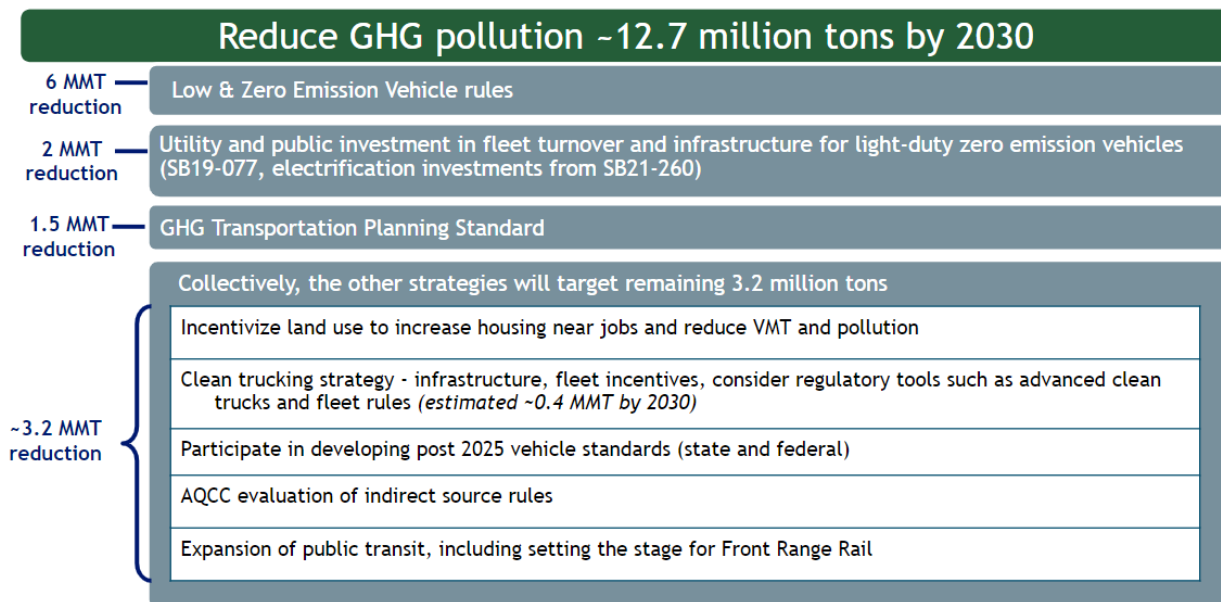 Reduce GHG pollution ~12.7 million tons by 2030
6 MMT
reduction
Low & Zero Emission Vehicle rules
2 MMT
reduction
Utility and public investment in fleet turnover and infrastructure for light-duty zero emission vehicles
(SB19-077, electrification investments from SB21-260)
1.5 MMT
reduction
GHG Transportation Planning Standard
Collectively, the other strategies will target remaining 3.2 million tons
~3.2 MMT
reduction
Incentivize land use to increase housing near jobs and reduce VMT and pollution
Clean trucking strategy - infrastructure, fleet incentives, consider regulatory tools such as advanced clean
trucks and fleet rules (estimated ~0.4 MMT by 2030)
Participate in developing post 2025 vehicle standards (state and federal)
AQCC evaluation of indirect source rules
Expansion of public transit, including setting the stage for Front Range Rail